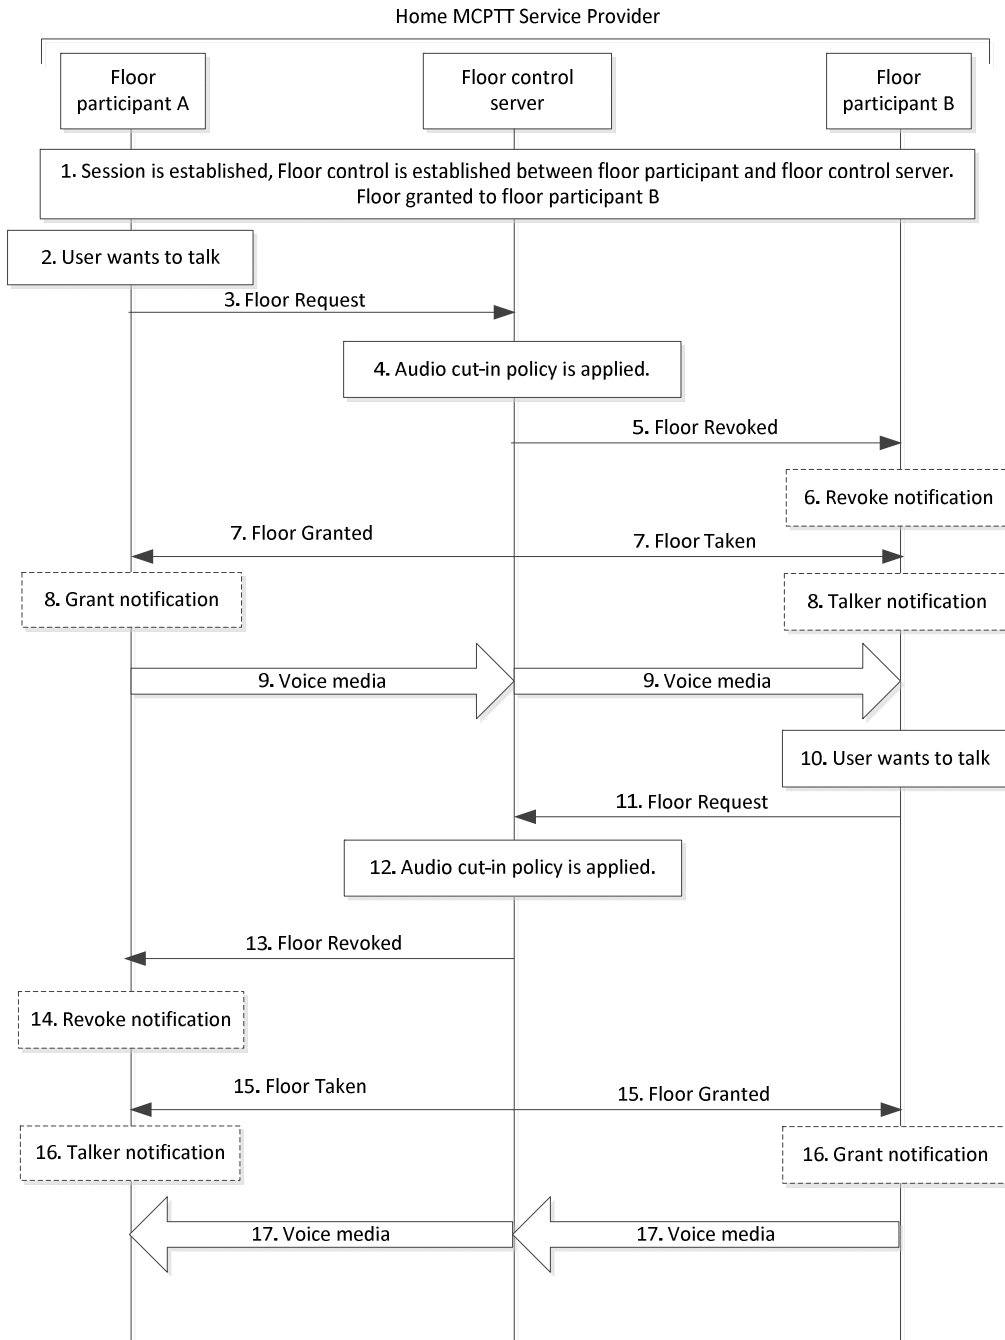 Home MCPTT Service Provider
Floor
participant A
Floor control
server
Floor
participant B
1. Session is established, Floor control is established between floor participant and floor control server.
Floor granted to floor participant B
2. User wants to talk
3. Floor Request
4. Audio cut-in policy is applied.
5. Floor Revoked
6. Revoke notification
7. Floor Granted
7. Floor Taken
8. Grant notification
8. Talker notification
9. Voice media
9. Voice media
10. User wants to talk
11. Floor Request
12. Audio cut-in policy is applied.
13. Floor Revoked
14. Revoke notification
15. Floor Taken
15. Floor Granted
16. Talker notification
16. Grant notification
17. Voice media
17. Voice media